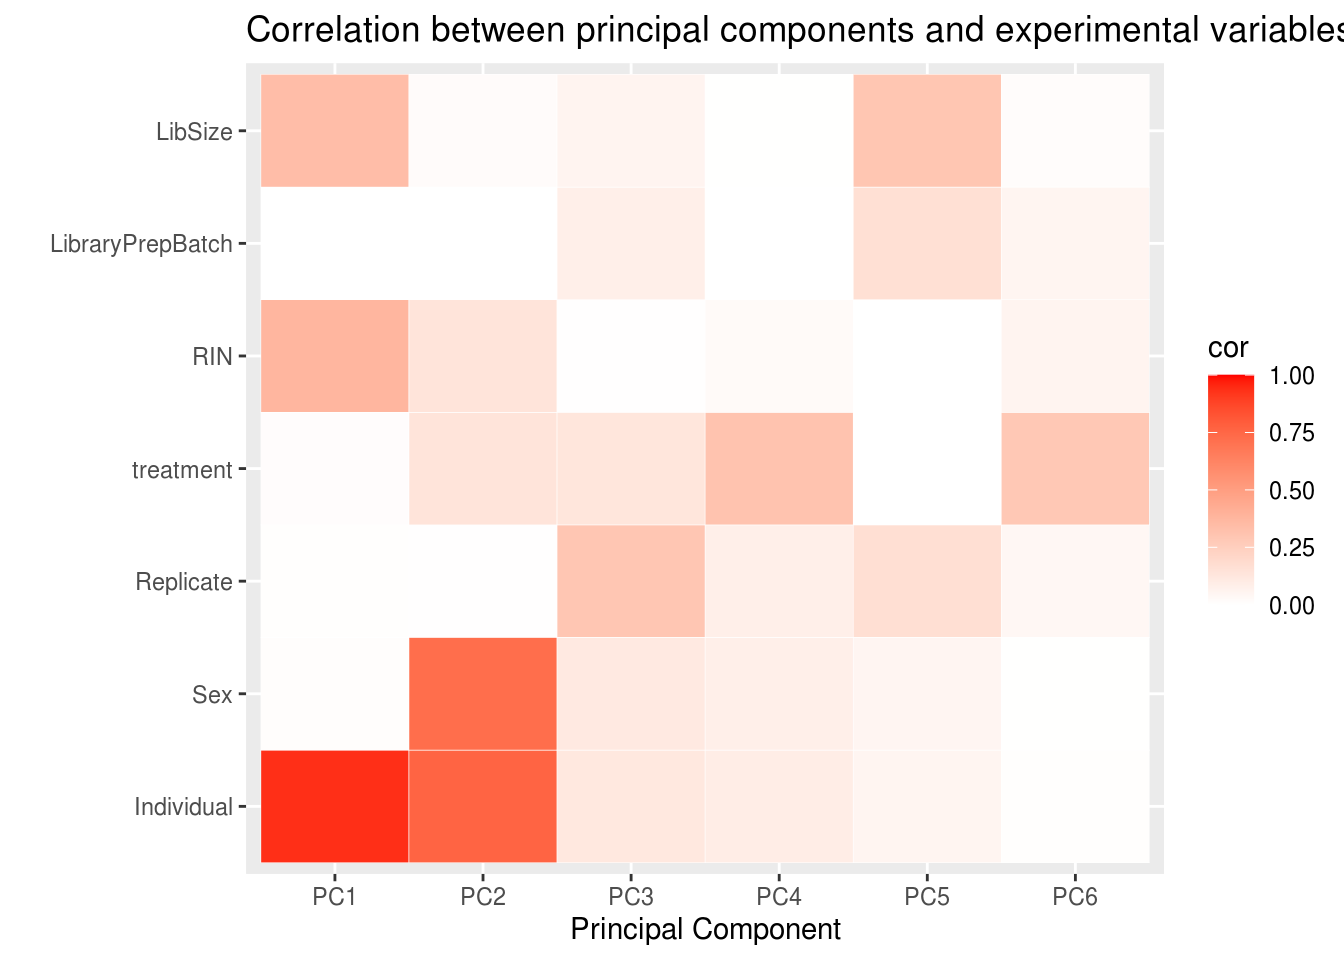 Correlation between principal components and experimental variables
LibSize
LibraryPrepBatch
RIN
treatment
Replicate
Sex
Individual
PC1 PC2 PC3 PC4 PC5 PC6
Principal Component
cor
1.00
0.75
0.50
0.25
0.00